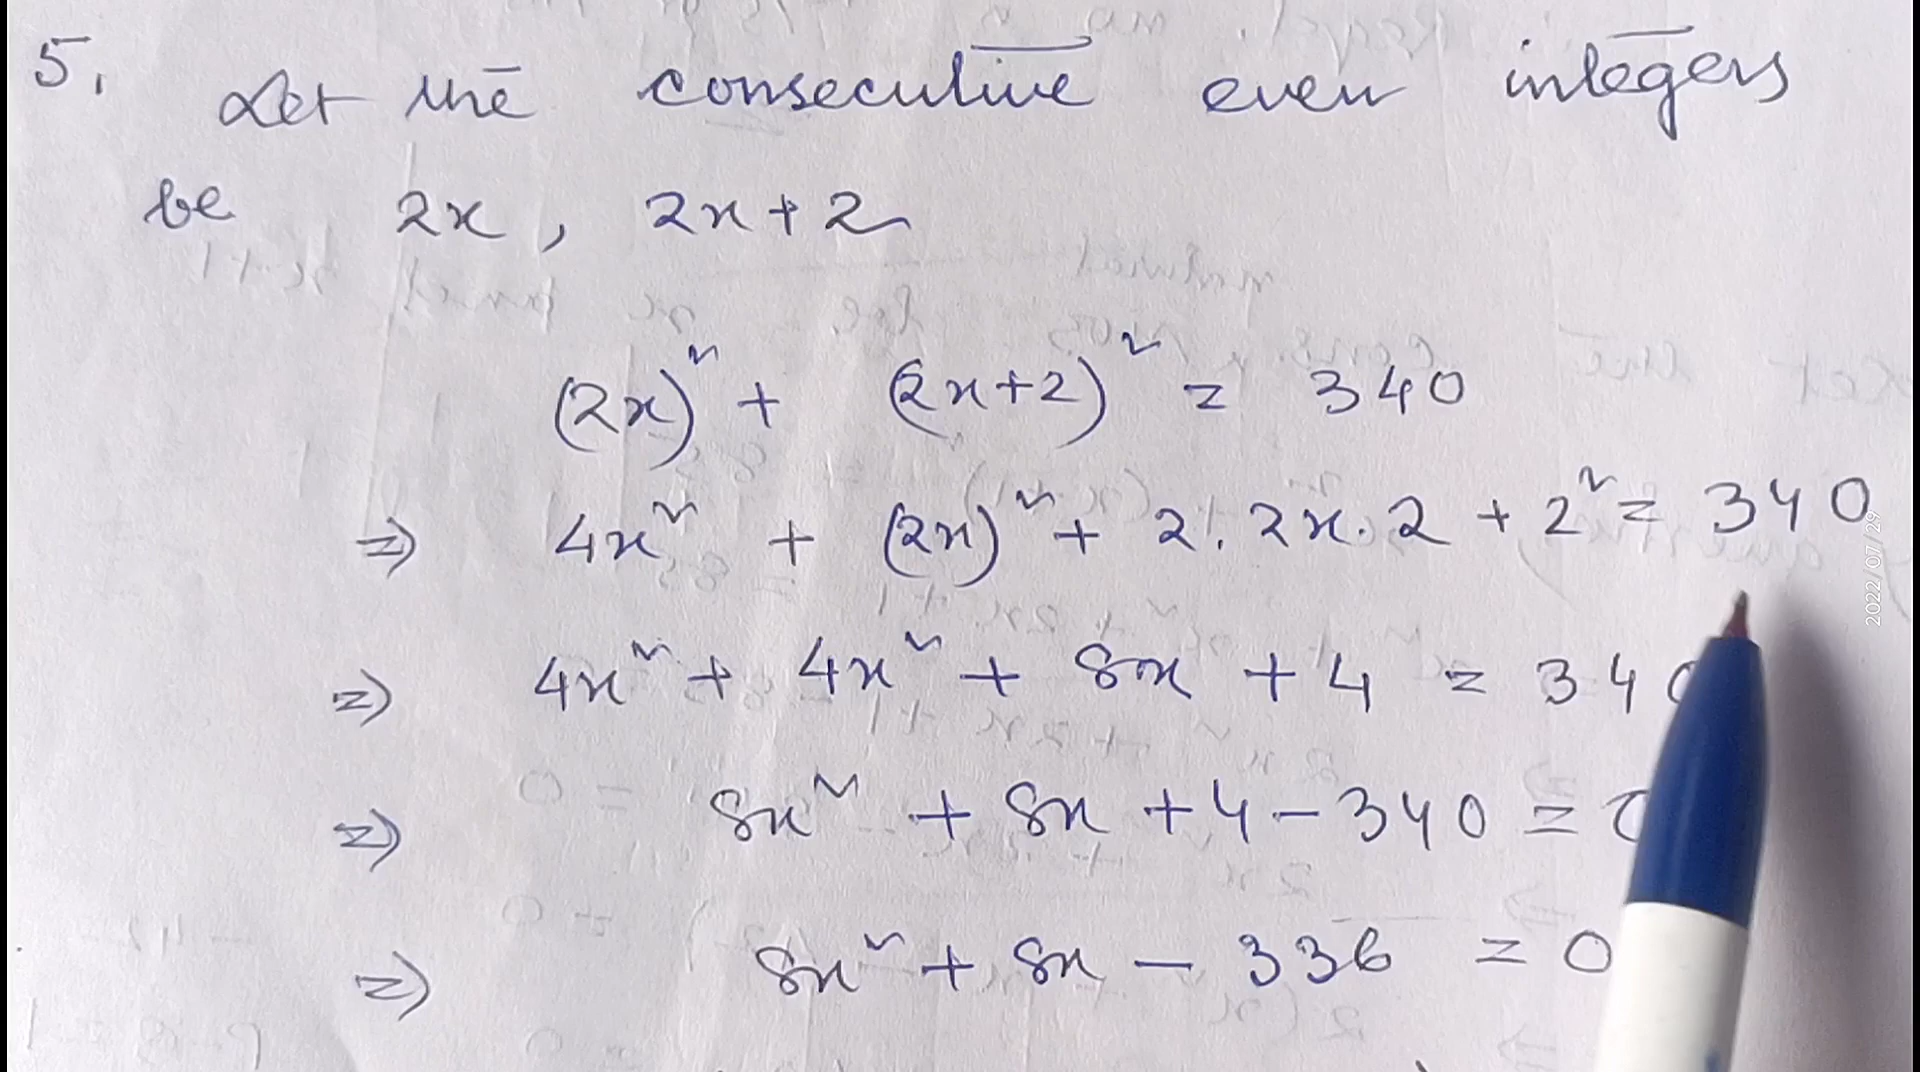 5. Let the consecutive even integers
be 2x, 2x+2
(2x)² + (2x+2)² = 340
⇒ 4x² + (2x)² + 2.2x.2 + 2² = 340
⇒ 4x² + 4x² + 8x + 4 = 340
⇒ 8x² + 8x + 4 - 340 = 0
⇒ 8x² + 8x - 336 = 0
2022/07/29